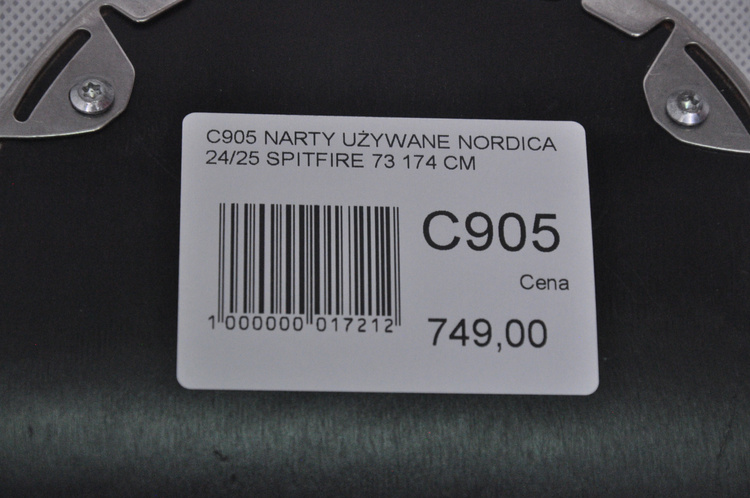 C905 NARTY UŻYWANE NORDICA
24/25 SPITFIRE 73 174 CM
C905
Cena
1 000000 017212
749,00